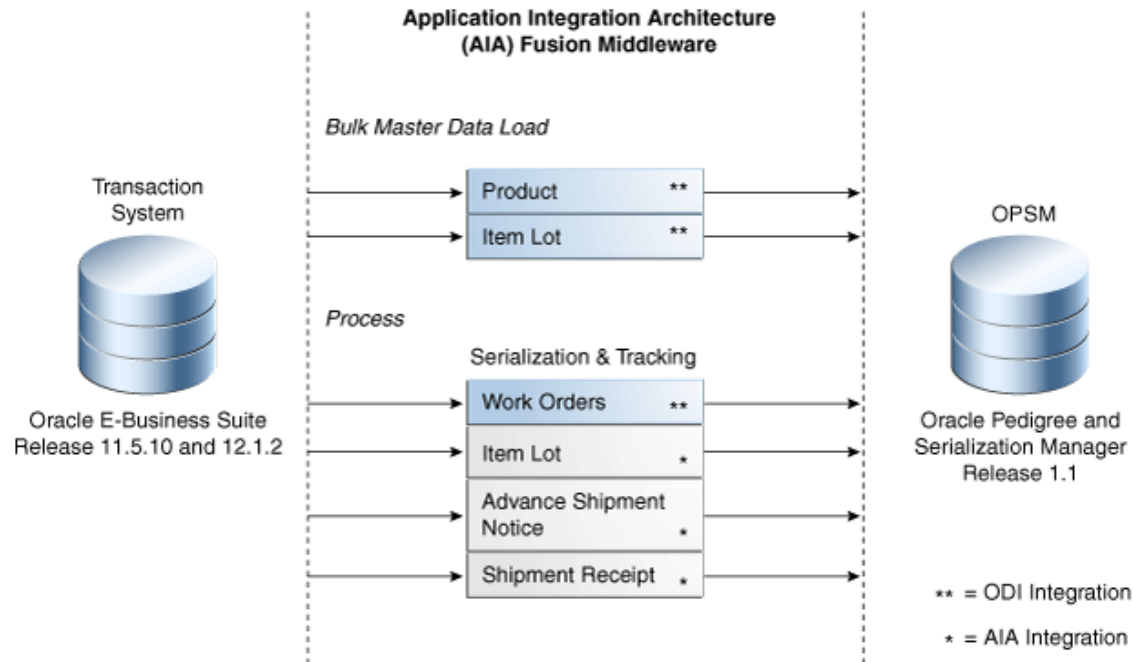 Application Integration Architecture
(AIA) Fusion Middleware
Bulk Master Data Load
Transaction
System
Product **
Item Lot **
OPSM
Process
Serialization & Tracking
Oracle E-Business Suite
Release 11.5.10 and 12.1.2
Work Orders **
Item Lot *
Advance Shipment
Notice *
Shipment Receipt *
Oracle Pedigree and
Serialization Manager
Release 1.1
** = ODI Integration
* = AIA Integration